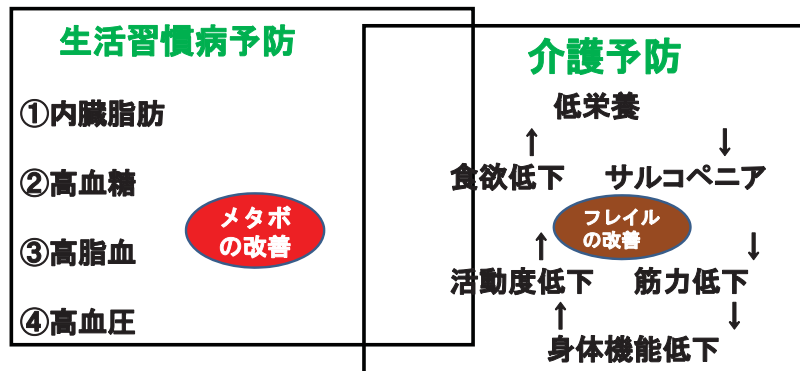 生活習慣病予防
①内臓脂肪
②高血糖
③高脂血
④高血圧
メタボ
の改善
介護予防
低栄養
↑ ↓
食欲低下 サルコペニア
フレイル
の改善
↑ ↓
活動度低下 筋力低下
↑ ↓
身体機能低下